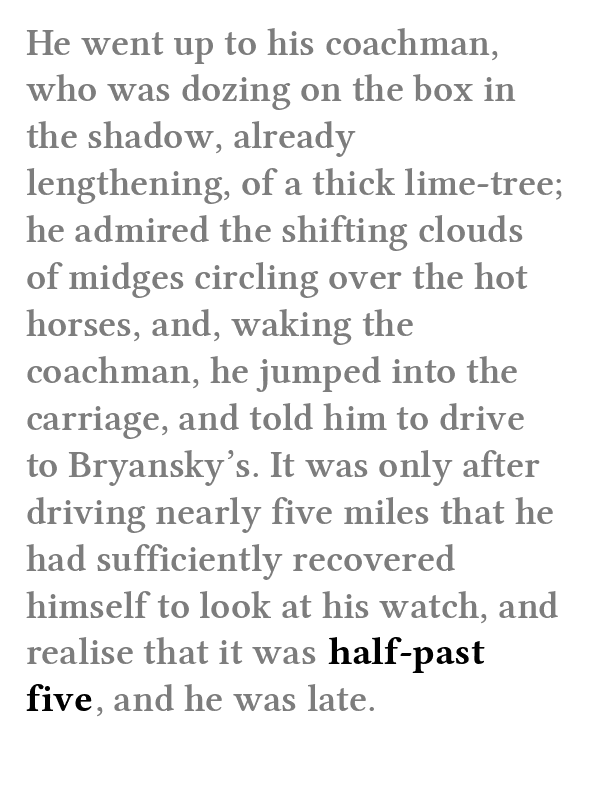 He went up to his coachman,
who was dozing on the box in
the shadow, already
lengthening, of a thick lime-tree;
he admired the shifting clouds
of midges circling over the hot
horses, and, waking the
coachman, he jumped into the
carriage, and told him to drive
to Bryansky’s. It was only after
driving nearly five miles that he
had sufficiently recovered
himself to look at his watch, and
realise that it was half-past
five, and he was late.